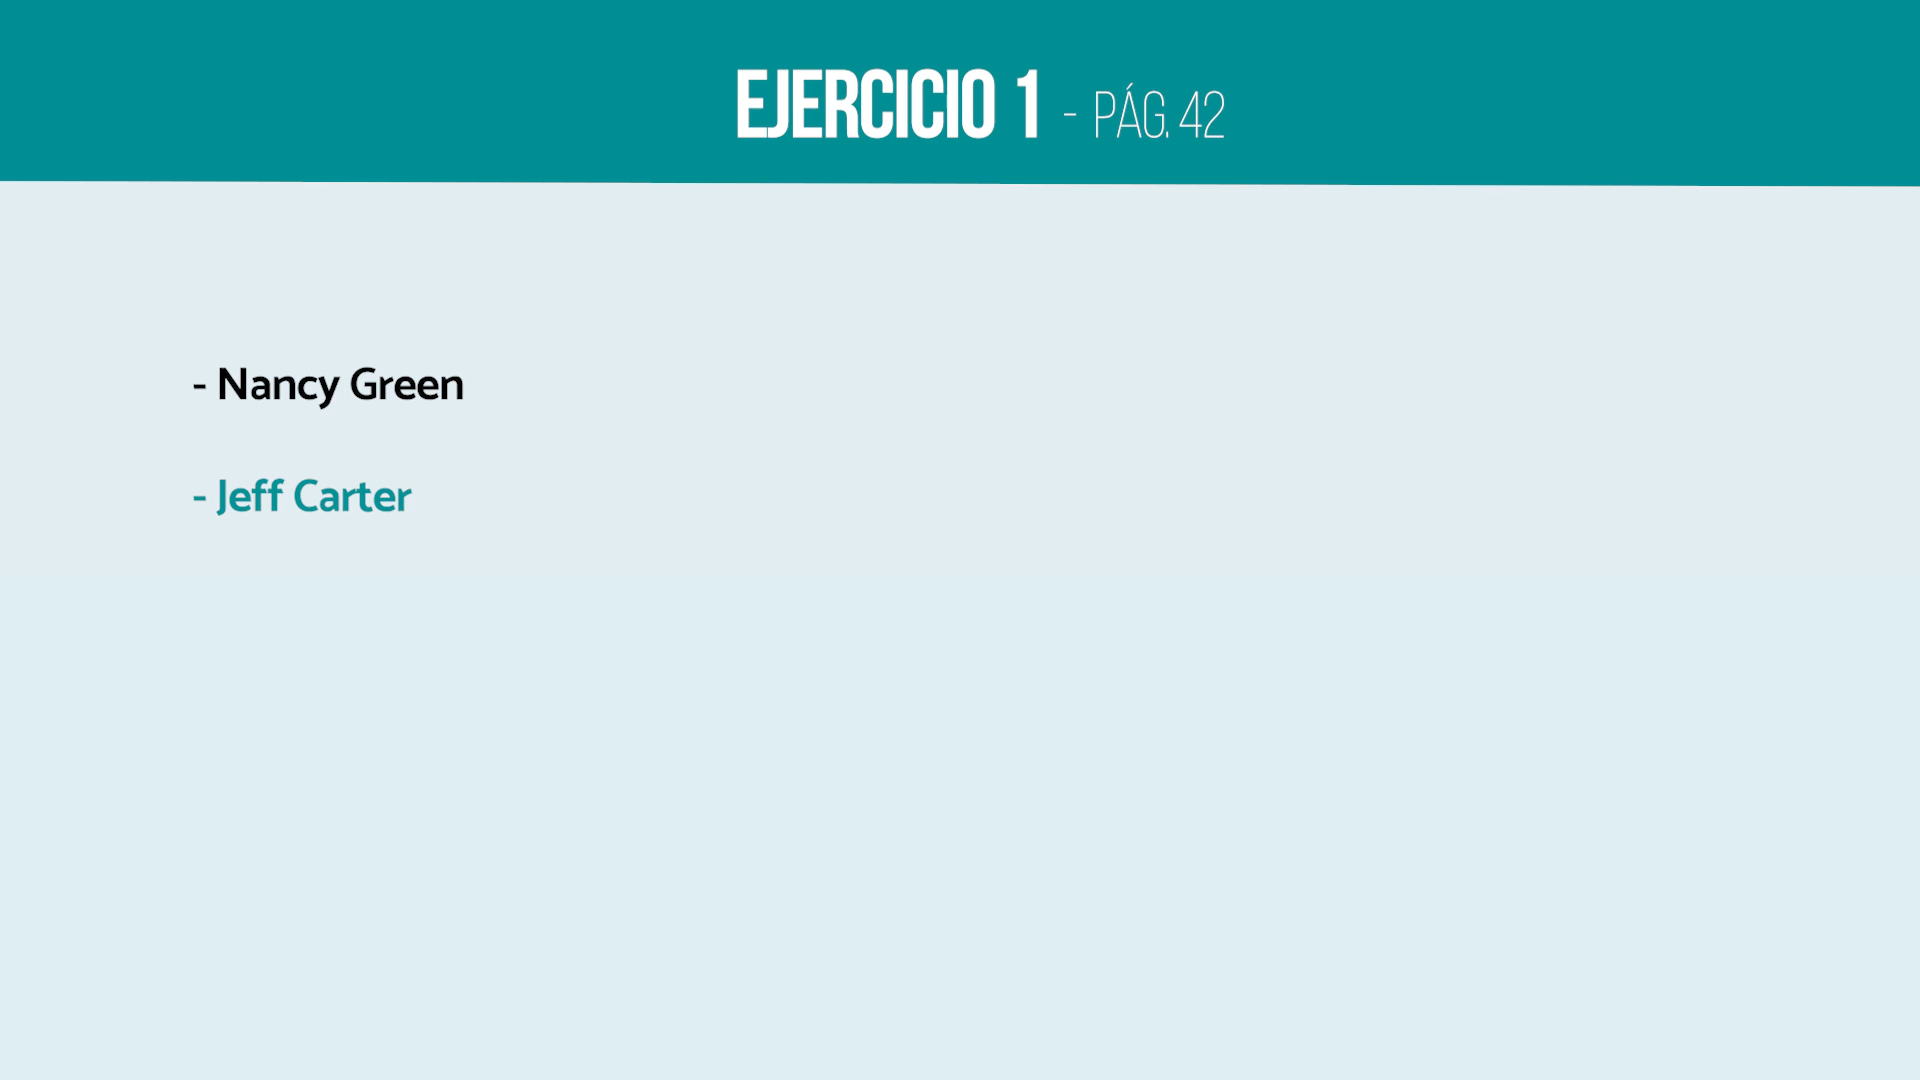 EJERCICIO 1 - PÁG. 42
- Nancy Green
- Jeff Carter